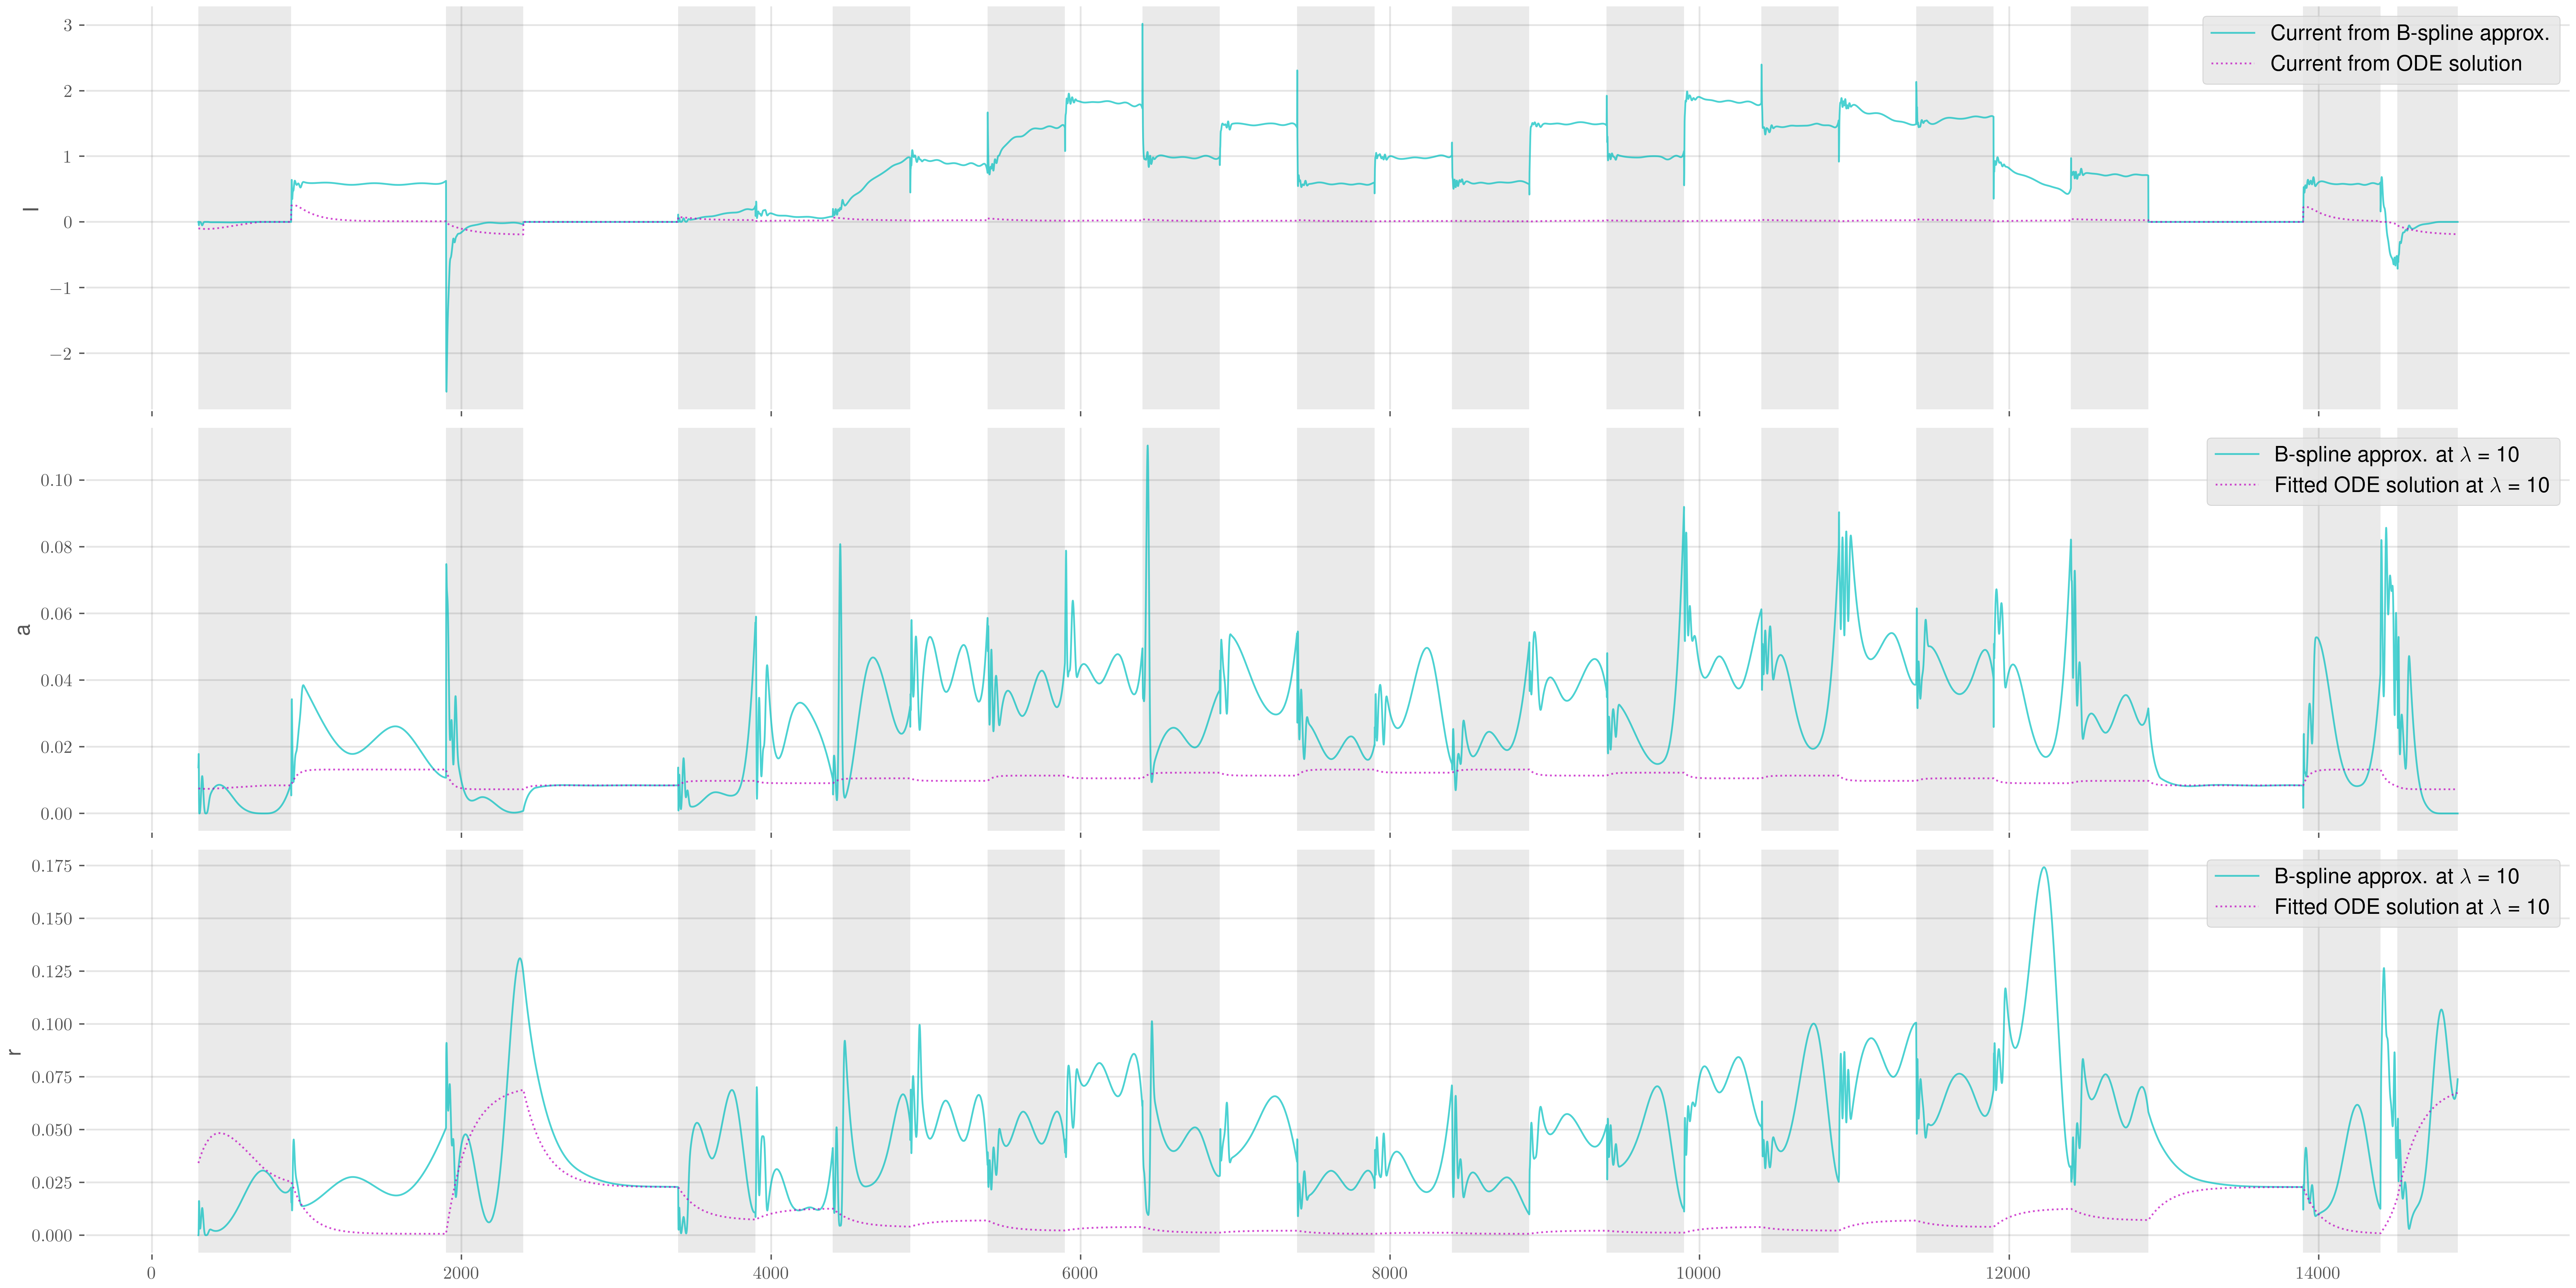 3
2
1
0
−1
−2
I
Current from B-spline approx.
Current from ODE solution
0.10
0.08
0.06
0.04
0.02
0.00
a
B-spline approx. at λ = 10
Fitted ODE solution at λ = 10
0.175
0.150
0.125
0.100
0.075
0.050
0.025
0.000
r
B-spline approx. at λ = 10
Fitted ODE solution at λ = 10
0 2000 4000 6000 8000 10000 12000 14000